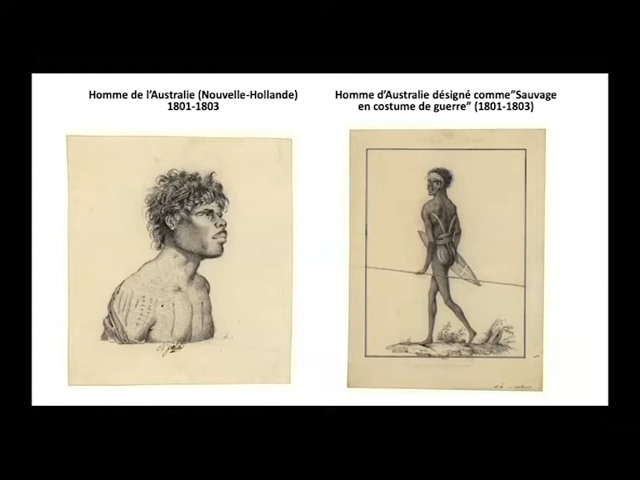 Homme de l’Australie (Nouvelle-Hollande)
1801-1803
Homme d’Australie désigné comme”Sauvage
en costume de guerre” (1801-1803)